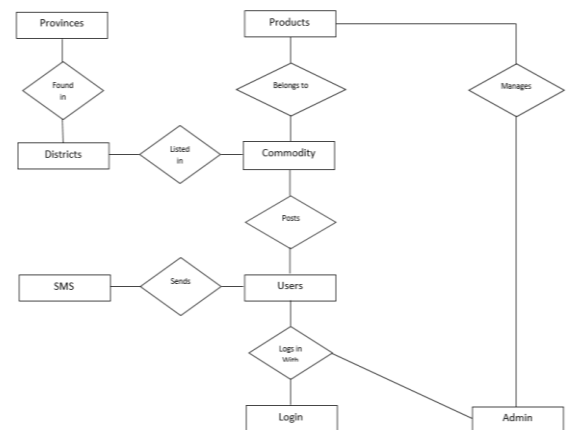 Provinces
Products
Found
in
Belongs to
Manages
Districts
Listed
in
Commodity
Posts
SMS
Sends
Users
Logs in
With
Login
Admin